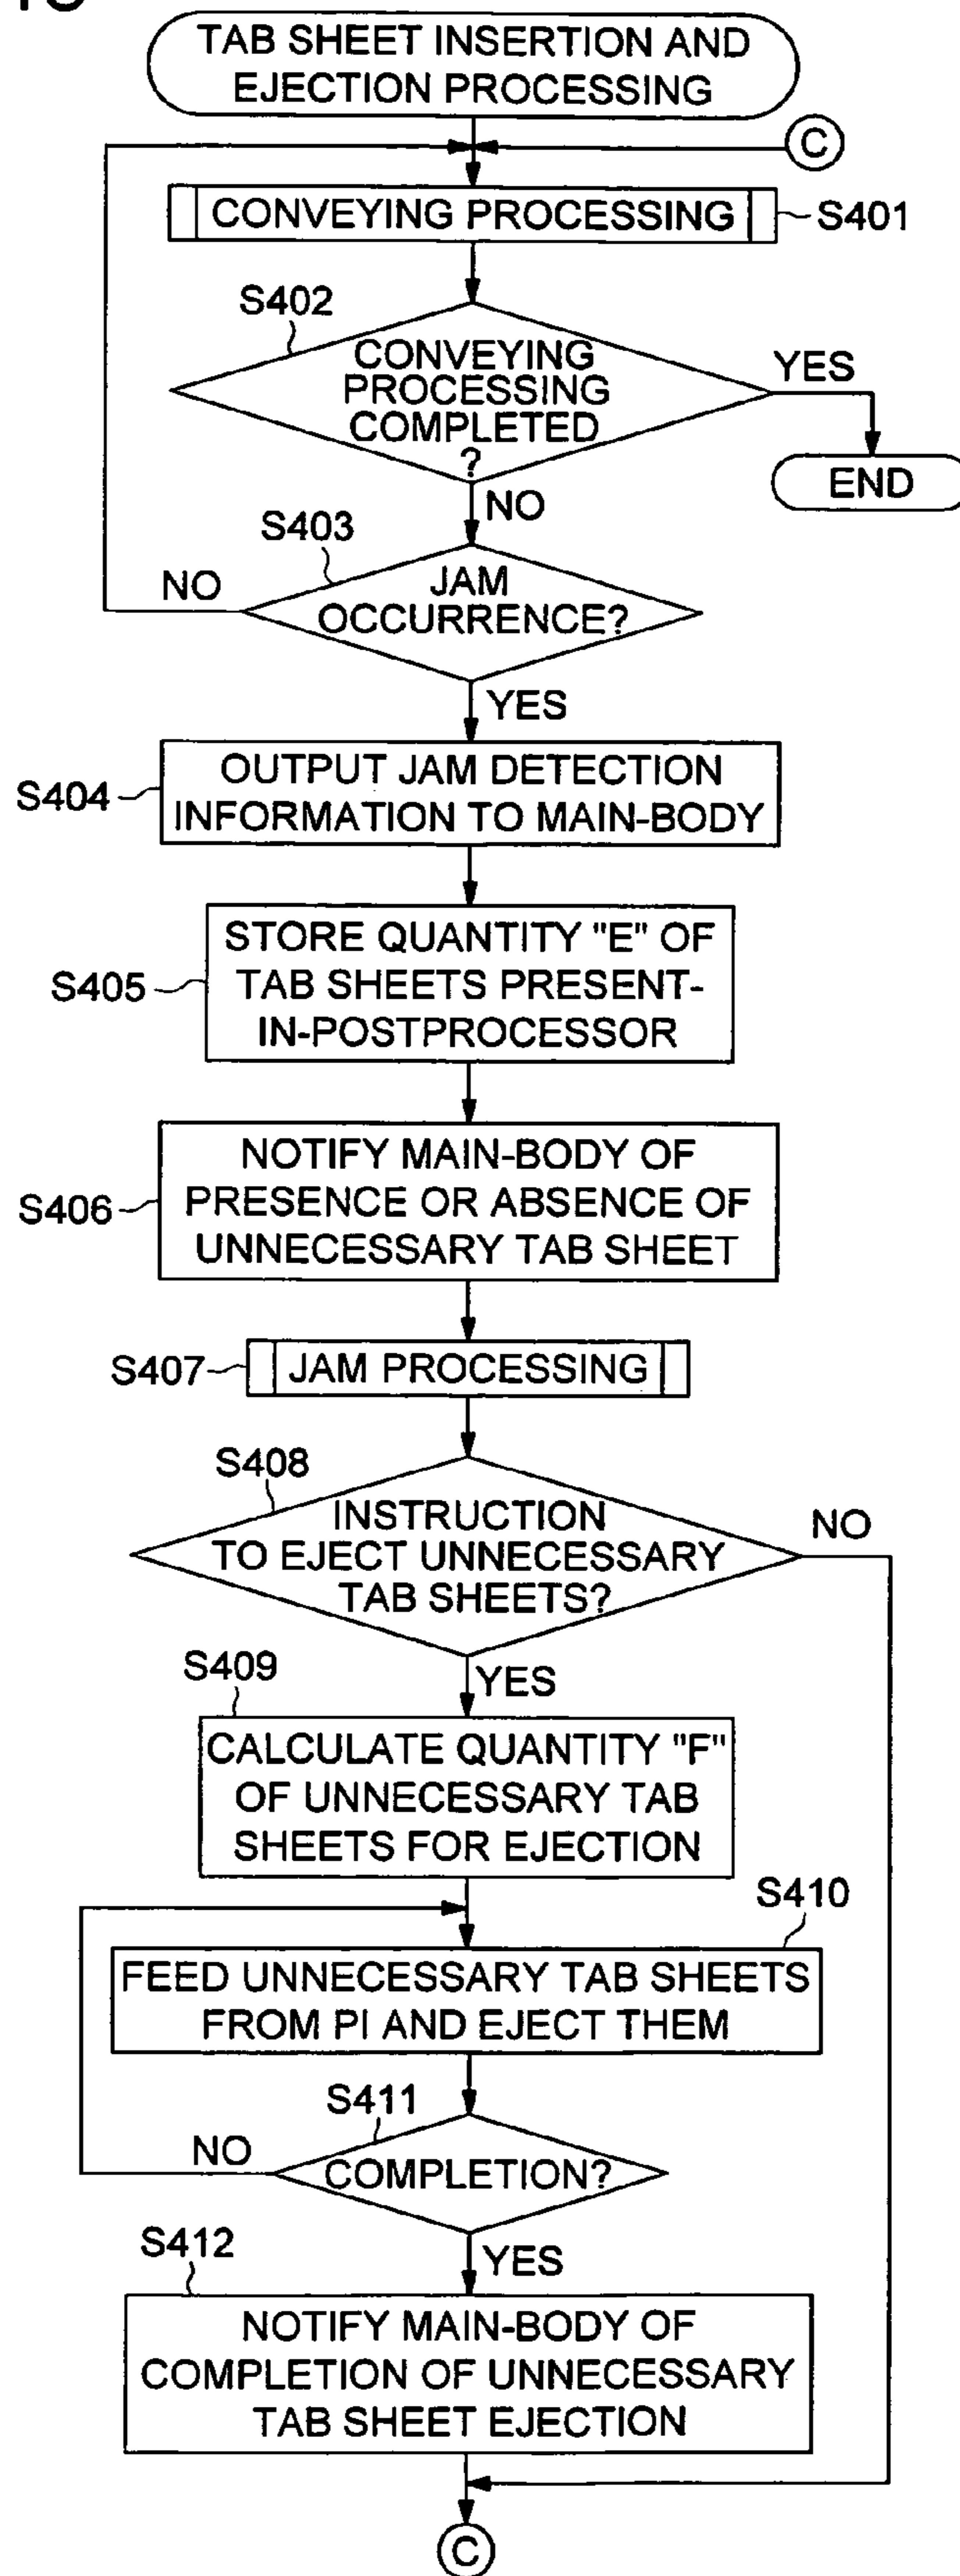 TAB SHEET INSERTION AND
EJECTION PROCESSING
C
CONVEYING PROCESSING
S401
S402
CONVEYING
PROCESSING
COMPLETED
?
YES
END
NO
S403
JAM
OCCURRENCE?
NO
YES
S404
OUTPUT JAM DETECTION
INFORMATION TO MAIN-BODY
S405
STORE QUANTITY "E" OF
TAB SHEETS PRESENT-
IN-POSTPROCESSOR
S406
NOTIFY MAIN-BODY OF
PRESENCE OR ABSENCE OF
UNNECESSARY TAB SHEET
S407
JAM PROCESSING
S408
INSTRUCTION
TO EJECT UNNECESSARY
TAB SHEETS?
NO
YES
S409
CALCULATE QUANTITY "F"
OF UNNECESSARY TAB
SHEETS FOR EJECTION
S410
FEED UNNECESSARY TAB SHEETS
FROM PI AND EJECT THEM
S411
COMPLETION?
NO
YES
S412
NOTIFY MAIN-BODY OF
COMPLETION OF UNNECESSARY
TAB SHEET EJECTION
C